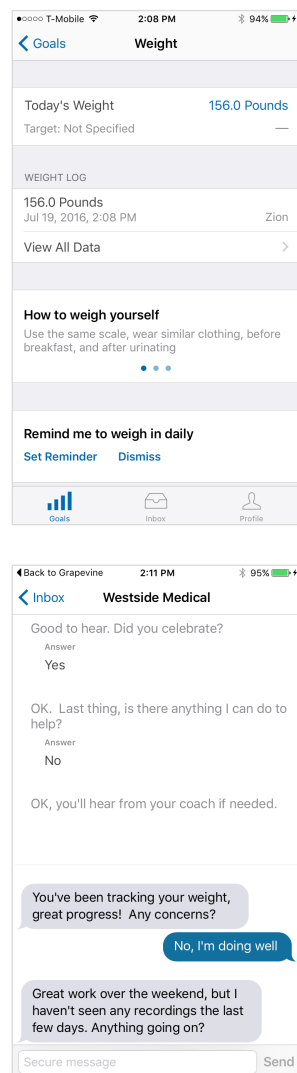 T-Mobile 2:08 PM 94%
Goals Weight
Today's Weight 156.0 Pounds
Target: Not Specified —
WEIGHT LOG
156.0 Pounds
Jul 19, 2016, 2:08 PM Zion
View All Data
How to weigh yourself
Use the same scale, wear similar clothing, before
breakfast, and after urinating
Remind me to weigh in daily
Set Reminder Dismiss
Goals Inbox Profile
Back to Grapevine 2:11 PM 95%
Inbox Westside Medical
Good to hear. Did you celebrate?
Answer
Yes
OK. Last thing, is there anything I can do to
help?
Answer
No
OK, you'll hear from your coach if needed.
You've been tracking your weight,
great progress! Any concerns?
No, I'm doing well
Great work over the weekend, but I
haven't seen any recordings the last
few days. Anything going on?
Secure message Send